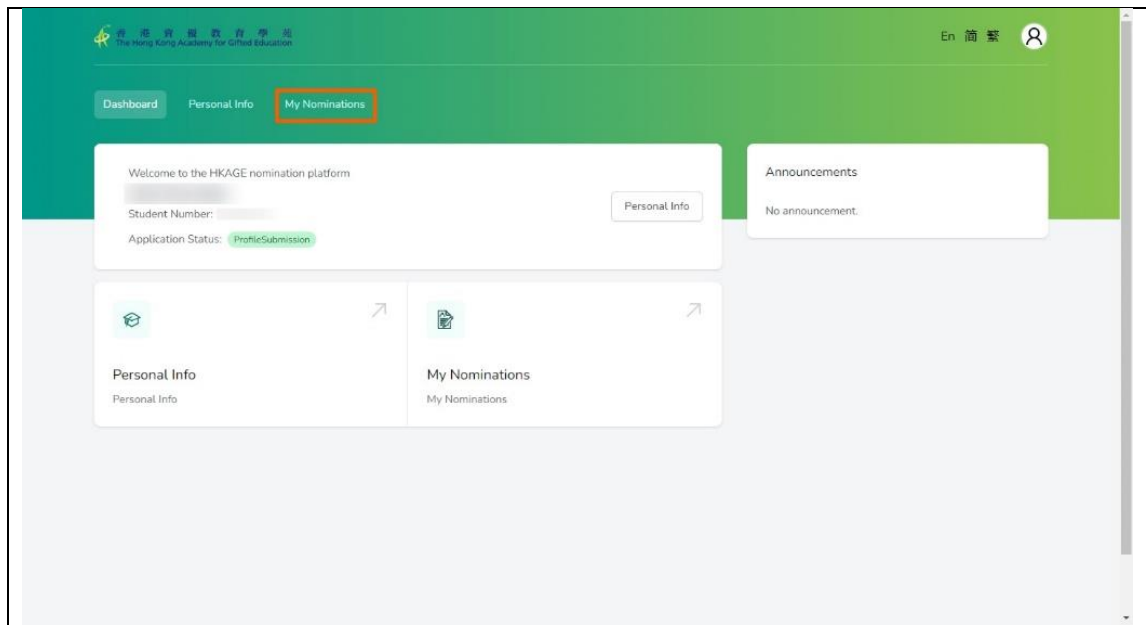 香港資優教育學苑
The Hong Kong Academy for Gifted Education
En 简 繁
Dashboard Personal Info My Nominations
Welcome to the HKAGE nomination platform
Student Number:
Application Status: ProfileSubmission
Personal Info
Announcements
No announcement.
Personal Info
Personal Info
My Nominations
My Nominations